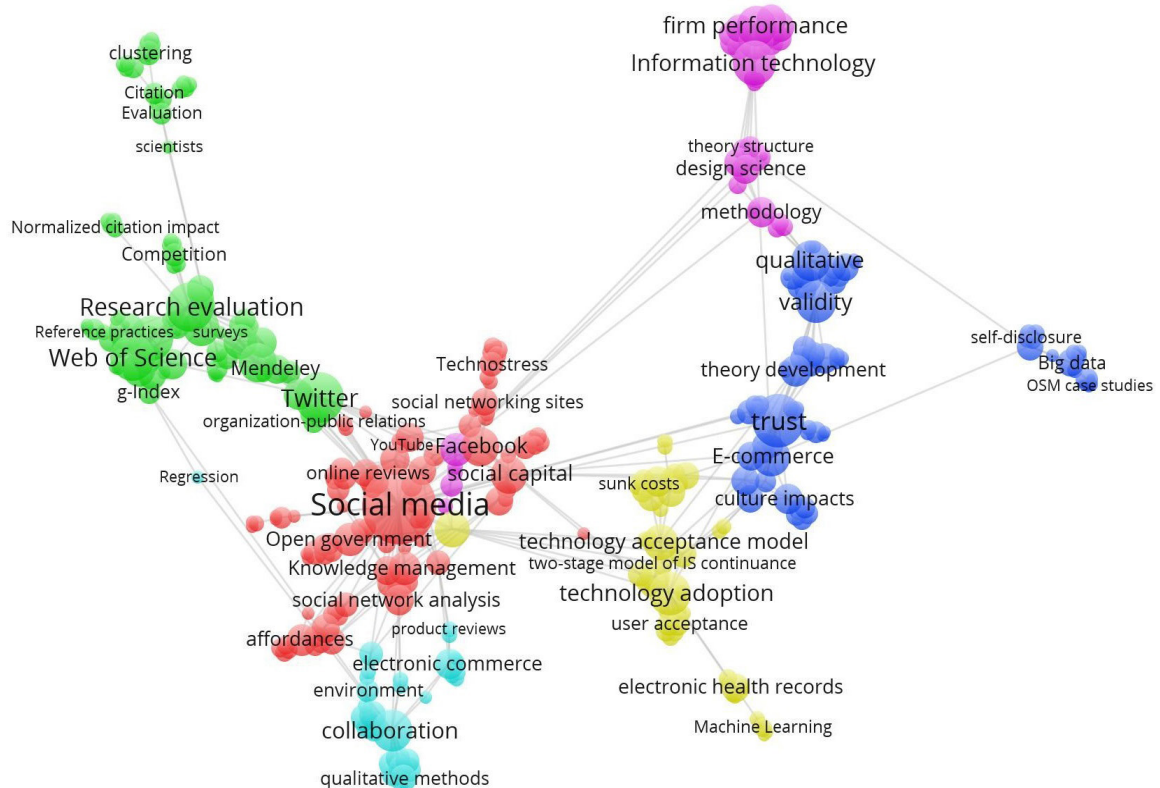 firm performance
clustering
Information technology
Citation
Evaluation
scientists
theory structure
design science
methodology
Normalized citation impact
Competition
qualitative
Research evaluation
validity
Reference practices
surveys
self-disclosure
Web of Science
Mendeley
Technostress
theory development
Big data
OSM case studies
g-index
Twitter
social networking sites
organization-public relations
trust
YouTube
Facebook
E-commerce
online reviews
social capital
Regression
sunk costs
culture impacts
Social media
Open government
technology acceptance model
Knowledge management
two-stage model of IS continuance
social network analysis
technology adoption
affordances
product reviews
user acceptance
electronic commerce
environment
electronic health records
collaboration
Machine Learning
qualitative methods